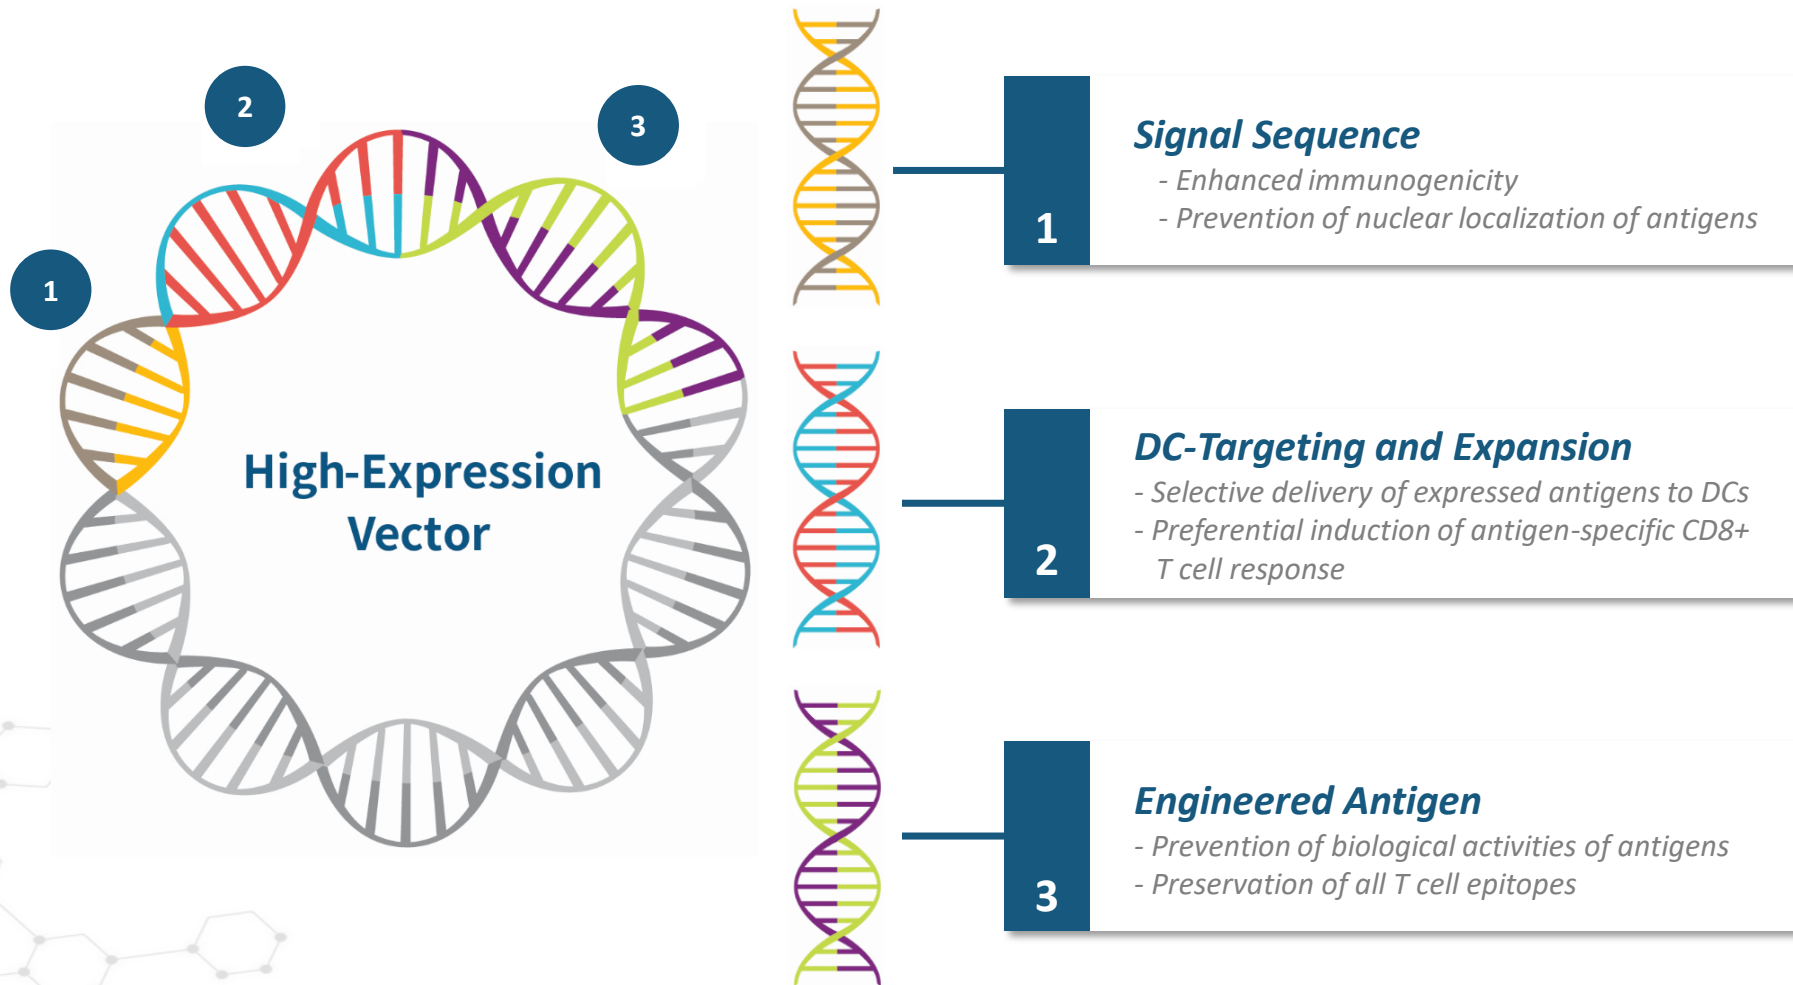 2
3
1
High-Expression
Vector
1
Signal Sequence
- Enhanced immunogenicity
- Prevention of nuclear localization of antigens
2
DC-Targeting and Expansion
- Selective delivery of expressed antigens to DCs
- Preferential induction of antigen-specific CD8+
T cell response
3
Engineered Antigen
- Prevention of biological activities of antigens
- Preservation of all T cell epitopes